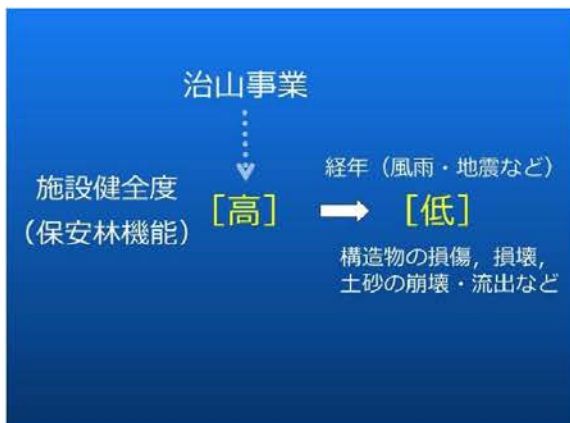 治山事業
施設健全度
（保安林機能）
［高］
経年（風雨・地震など）
［低］
構造物の損傷，損壊，
土砂の崩壊・流出など